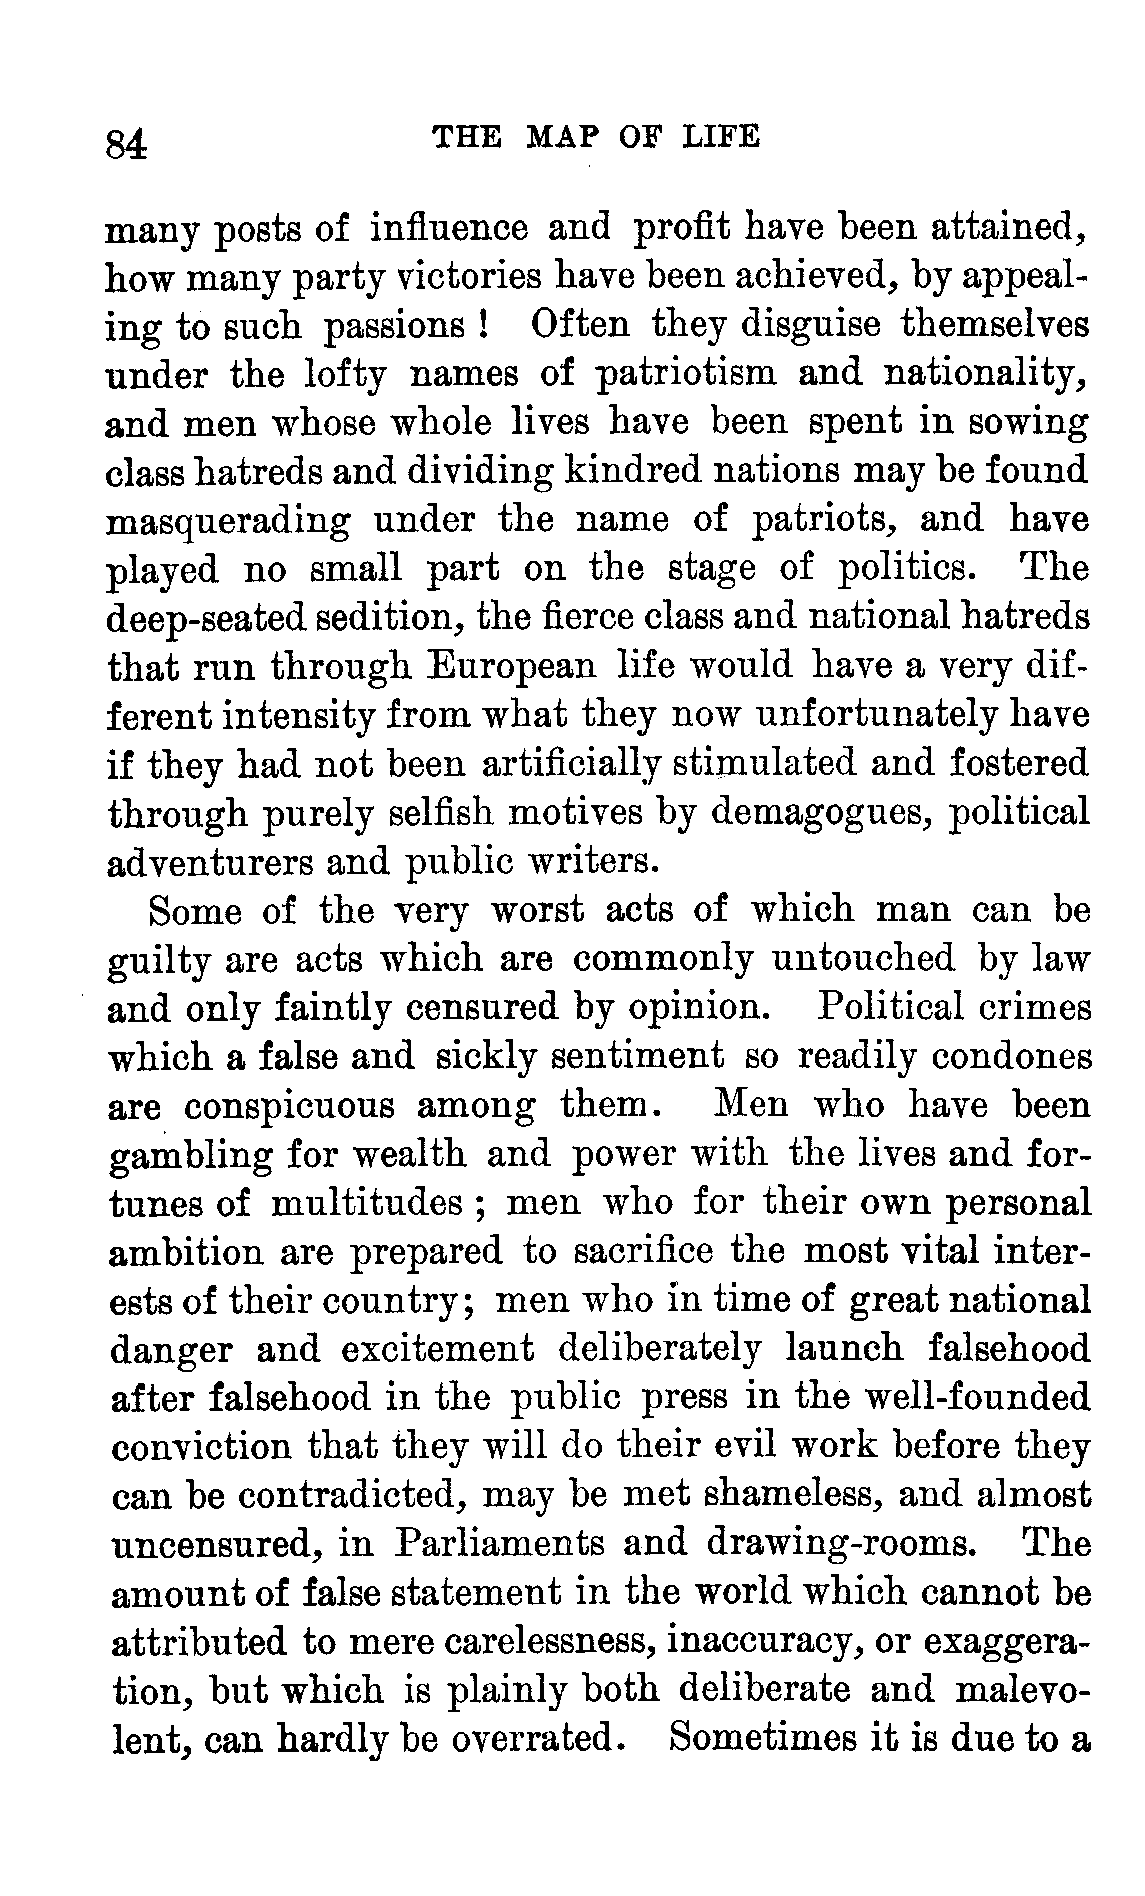 84 THE MAP OF LIFE
many posts of influence and profit have been attained,
how many party victories have been achieved, by appeal-
ing to such passions ! Often they disguise themselves
under the lofty names of patriotism and nationality,
and men whose whole lives have been spent in sowing
class hatreds and dividing kindred nations may be found
masquerading under the name of patriots, and have
played no small part on the stage of politics. The
deep-seated sedition, the fierce class and national hatreds
that run through European life would have a very dif-
ferent intensity from what they now unfortunately have
if they had not been artificially stimulated and fostered
through purely selfish motives by demagogues, political
adventurers and public writers.
Some of the very worst acts of which man can be
guilty are acts which are commonly untouched by law
and only faintly censured by opinion. Political crimes
which a false and sickly sentiment so readily condones
are conspicuous among them. Men who have been
gambling for wealth and power with the lives and for-
tunes of multitudes ; men who for their own personal
ambition are prepared to sacrifice the most vital inter-
ests of their country; men who in time of great national
danger and excitement deliberately launch falsehood
after falsehood in the public press in the well-founded
conviction that they will do their evil work before they
can be contradicted, may be met shameless, and almost
uncensured, in Parliaments and drawing-rooms. The
amount of false statement in the world which cannot be
attributed to mere carelessness, inaccuracy, or exaggera-
tion, but which is plainly both deliberate and malevo-
lent, can hardly be overrated. Sometimes it is due to a